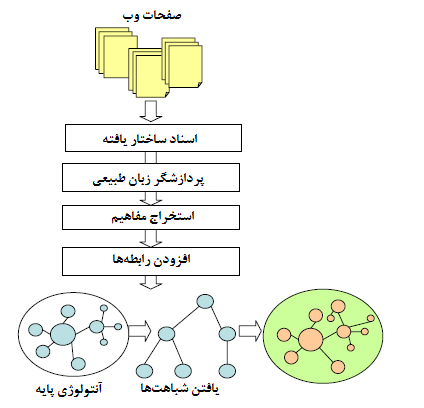 صفحات وب
اسناد ساختار یافته
پردازشگر زبان طبیعی
استخراج مفاهیم
افزودن رابطه‌ها
یافتن شباهت‌ها
آنتولوژی پایه